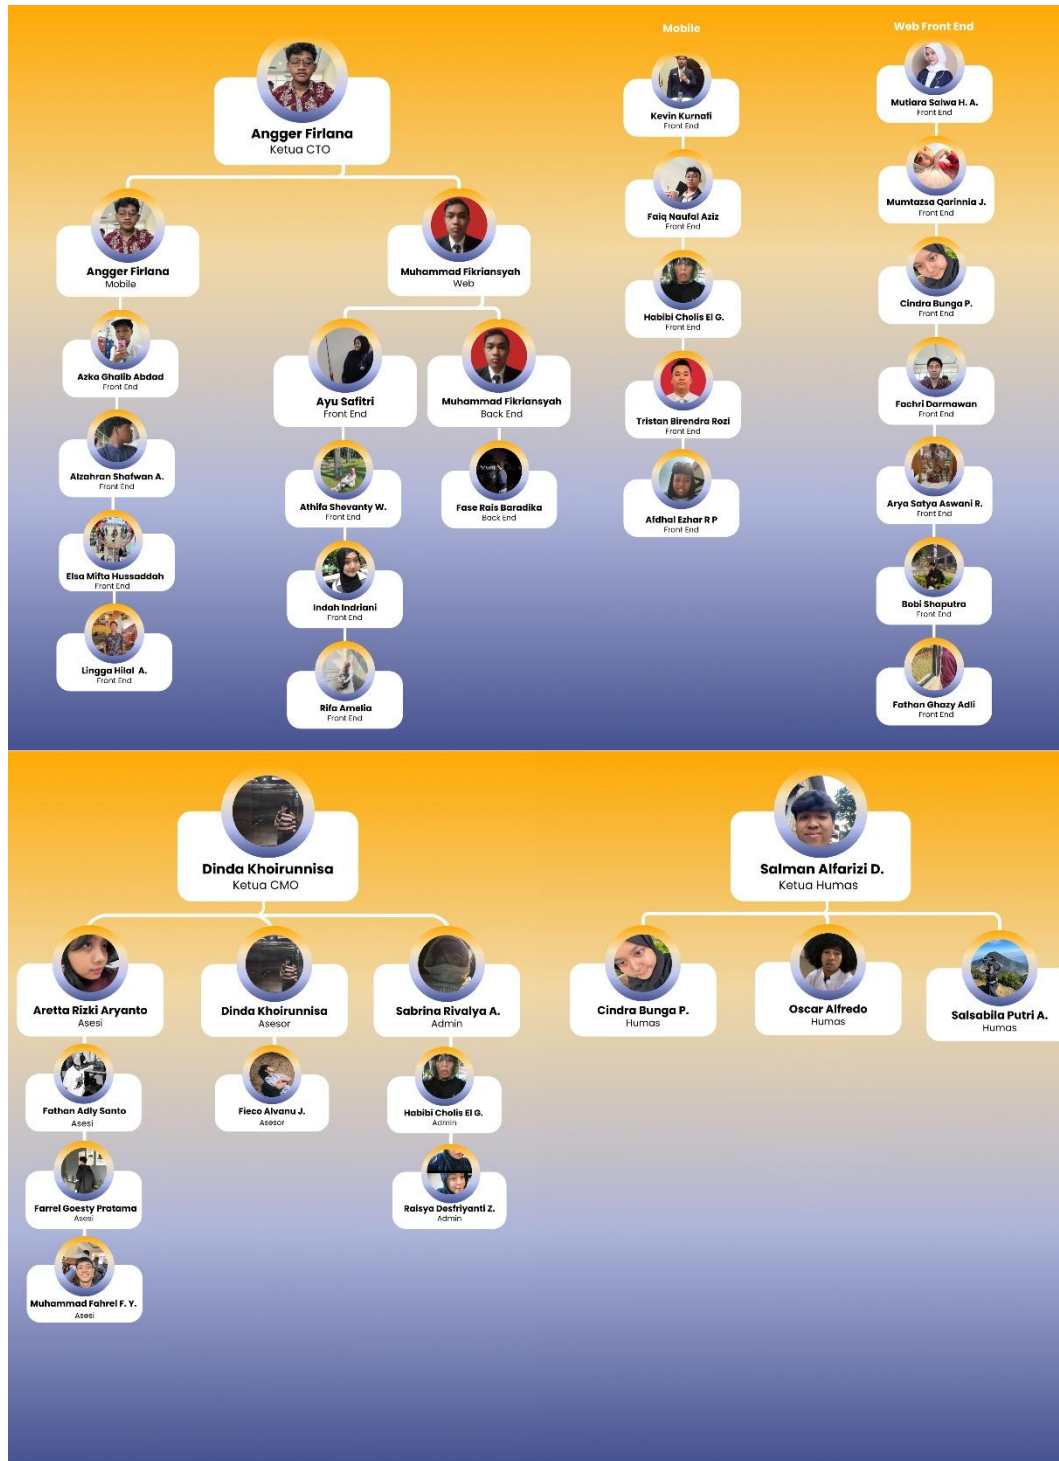 Angger Firlana
Ketua CTO
Angger Firlana
Mobile
Azka Ghalib Abdad
Front End
Alzahran Shafwan A.
Front End
Elsa Mifta Hussaddah
Front End
Lingga Hilal A.
Front End
Muhammad Fikriansyah
Web
Ayu Safitri
Front End
Athifa Shevanty W.
Front End
Indah Indriani
Front End
Rifa Amelia
Front End
Muhammad Fikriansyah
Back End
Fase Rais Baradika
Back End
Mobile
Kevin Kurnafi
Front End
Faiq Naufal Aziz
Front End
Habibi Cholis El G.
Front End
Tristan Birendra Rozi
Front End
Afdhal Ezhar R P
Front End
Web Front End
Mutiara Salwa H. A.
Front End
Mumtazsa Qarinnia J.
Front End
Cindra Bunga P.
Front End
Fachri Darmawan
Front End
Arya Satya Aswani R.
Front End
Bobi Shaputra
Front End
Fathan Ghazy Adli
Front End
Dinda Khoirunnisa
Ketua CMO
Aretta Rizki Aryanto
Asesi
Fathan Adly Santo
Asesi
Farrel Goesty Pratama
Asesi
Muhammad Fahrel F. Y.
Asesi
Dinda Khoirunnisa
Asesor
Fieco Alvanu J.
Asesor
Sabrina Rivalya A.
Admin
Habibi Cholis El G.
Admin
Raisya Desfriyanti Z.
Admin
Salman Alfarizi D.
Ketua Humas
Cindra Bunga P.
Humas
Oscar Alfredo
Humas
Salsabila Putri A.
Humas